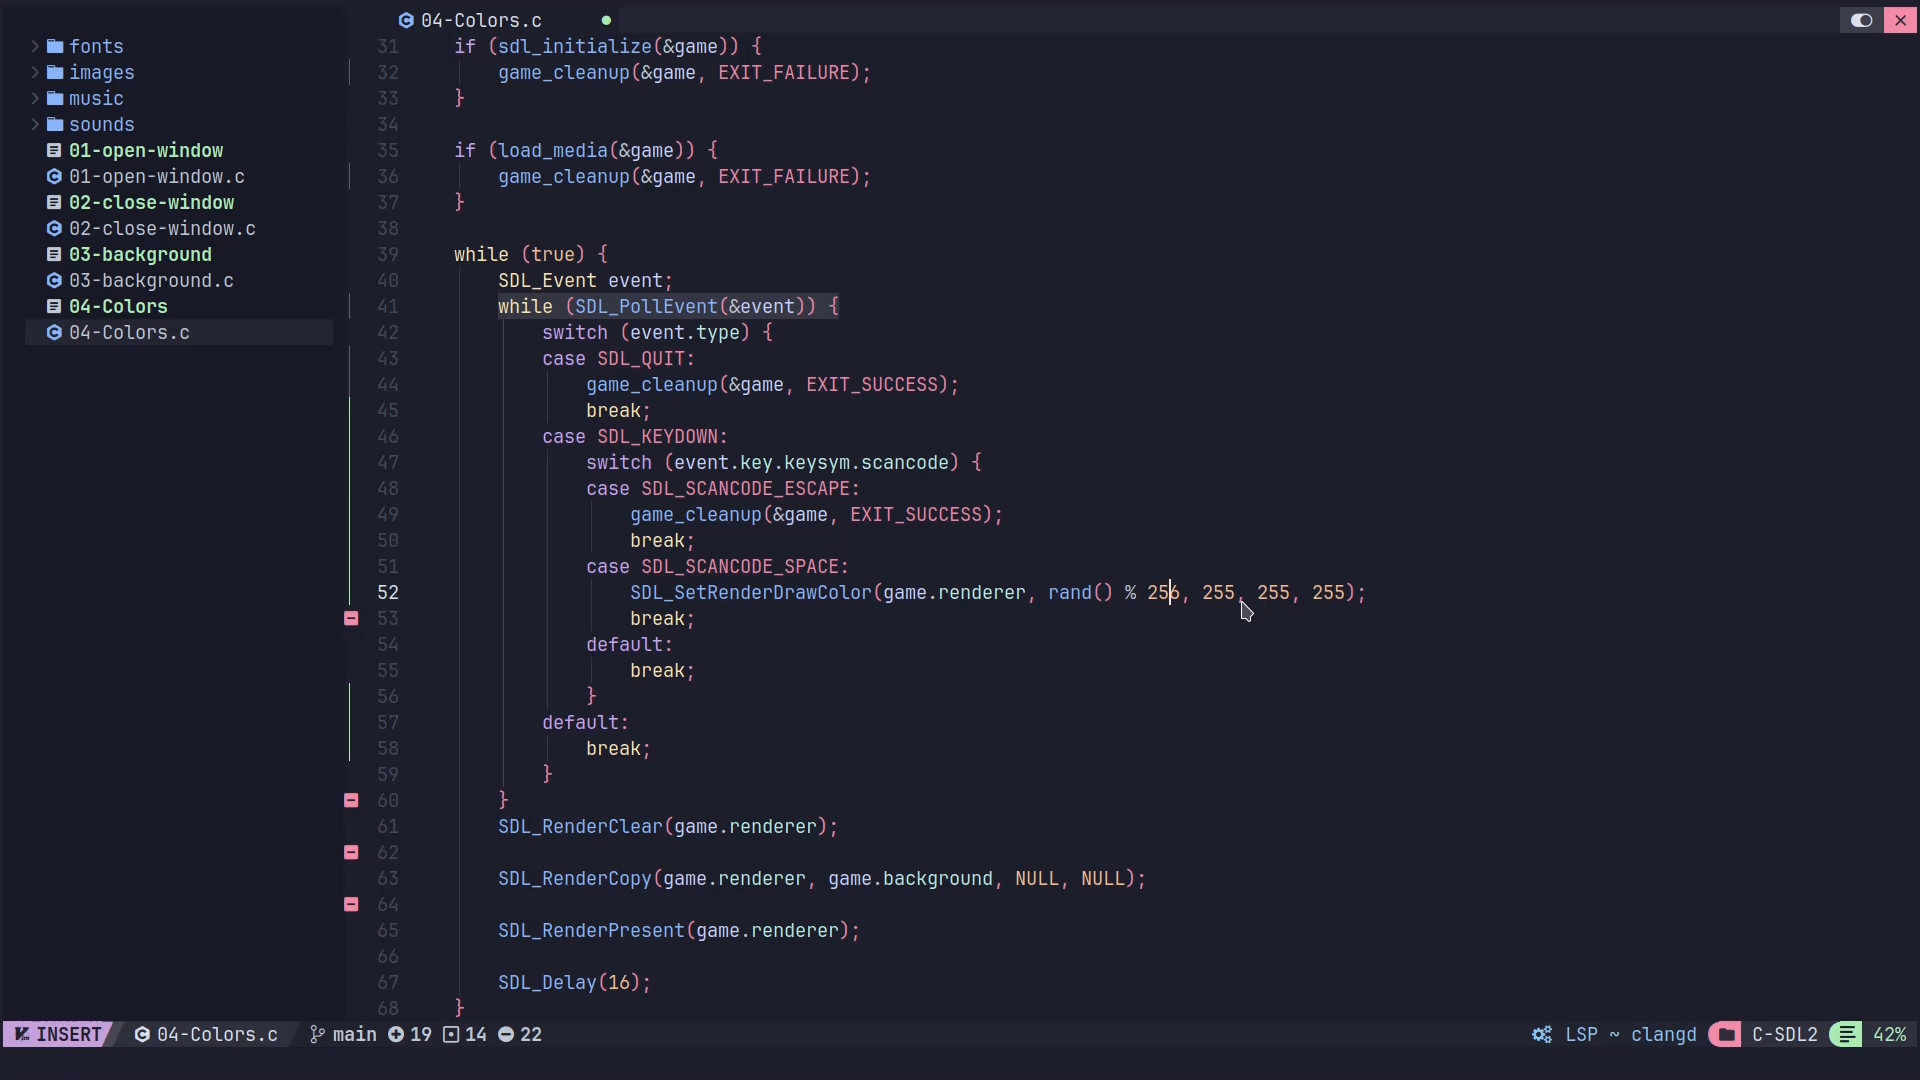 04-Colors.c
fonts
images
music
sounds
01-open-window
01-open-window.c
02-close-window
02-close-window.c
03-background
03-background.c
04-Colors
04-Colors.c
31 if (sdl_initialize(&game)) {
32 game_cleanup(&game, EXIT_FAILURE);
33 }
34
35 if (load_media(&game)) {
36 game_cleanup(&game, EXIT_FAILURE);
37 }
38
39 while (true) {
40 SDL_Event event;
41 while (SDL_PollEvent(&event)) {
42 switch (event.type) {
43 case SDL_QUIT:
44 game_cleanup(&game, EXIT_SUCCESS);
45 break;
46 case SDL_KEYDOWN:
47 switch (event.key.keysym.scancode) {
48 case SDL_SCANCODE_ESCAPE:
49 game_cleanup(&game, EXIT_SUCCESS);
50 break;
51 case SDL_SCANCODE_SPACE:
52 SDL_SetRenderDrawColor(game.renderer, rand() % 256, 255, 255, 255);
53 break;
54 default:
55 break;
56 }
57 default:
58 break;
59 }
60 }
61 SDL_RenderClear(game.renderer);
62
63 SDL_RenderCopy(game.renderer, game.background, NULL, NULL);
64
65 SDL_RenderPresent(game.renderer);
66
67 SDL_Delay(16);
68 }
INSERT 04-Colors.c main 19 14 22 LSP ~ clangd C-SDL2 42%